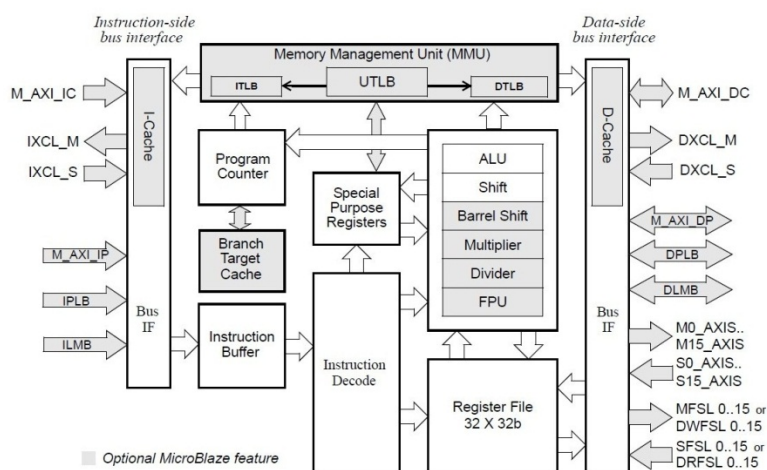 Instruction-side
bus interface
Data-side
bus interface
Memory Management Unit (MMU)
ITLB
UTLB
DTLB
M_AXI_IC
IXCL_M
IXCL_S
I-Cache
M_AXI_IP
IPLB
ILMB
Bus
IF
Program
Counter
Branch
Target
Cache
Instruction
Buffer
Special
Purpose
Registers
Instruction
Decode
ALU
Shift
Barrel Shift
Multiplier
Divider
FPU
Register File
32 X 32b
D-Cache
Bus
IF
M_AXI_DC
DXCL_M
DXCL_S
M_AXI_DP
DPLB
DLMB
M0_AXIS..
M15_AXIS
S0_AXIS..
S15_AXIS
MFSL 0..15 or
DWFSL 0..15
SFSL 0..15 or
DRFSL 0..15
Optional MicroBlaze feature